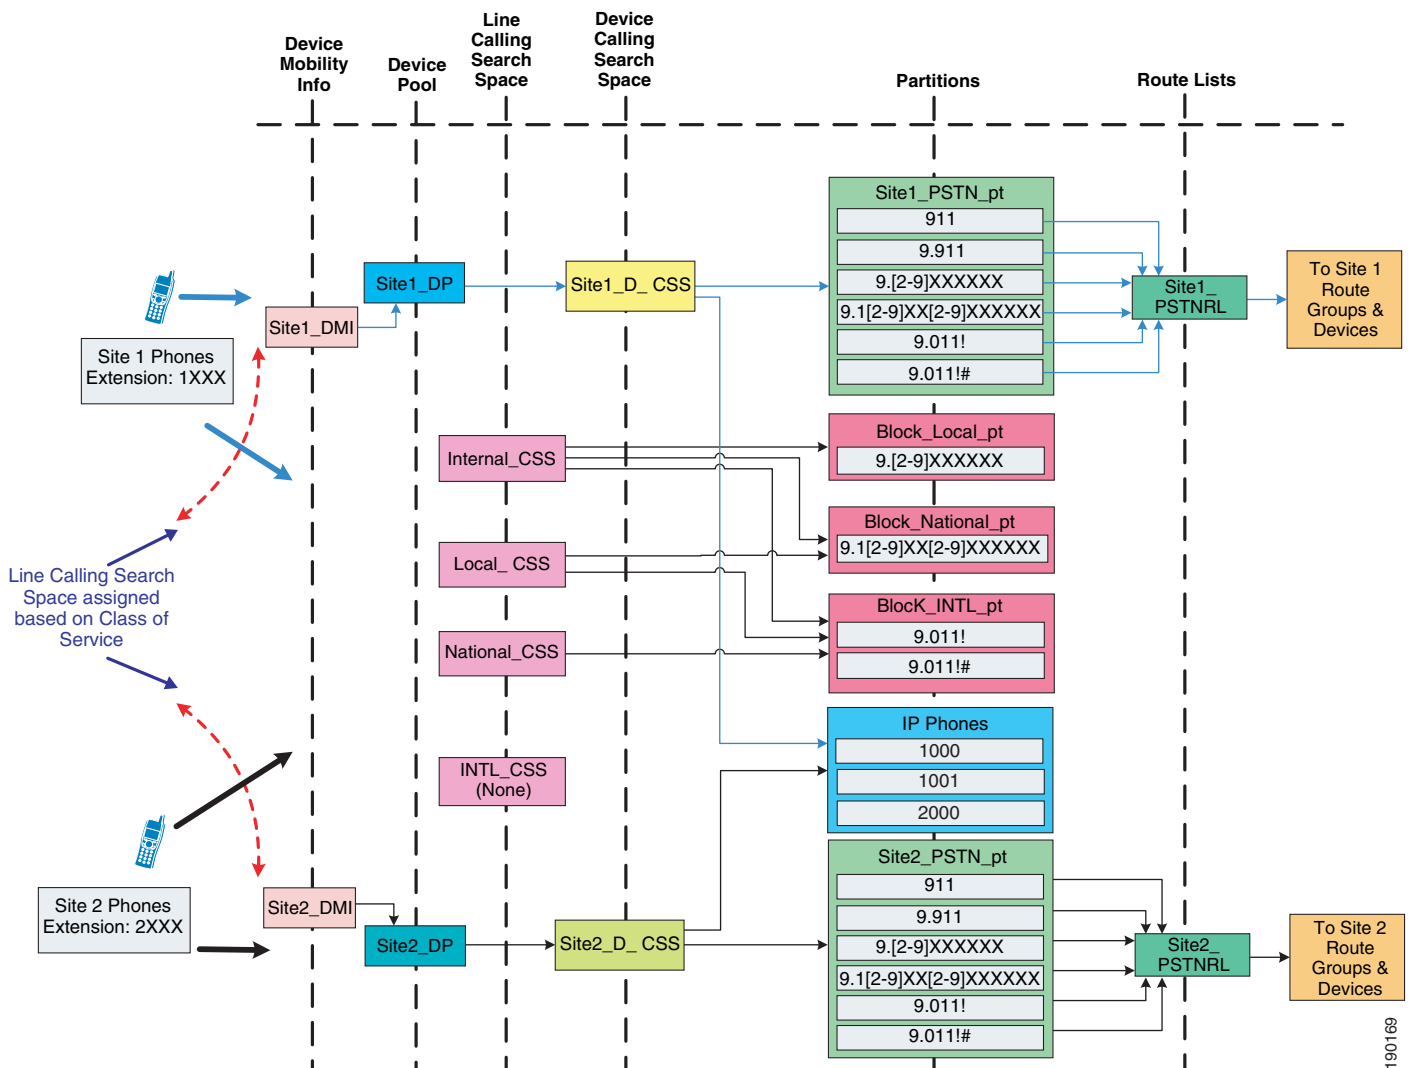 Device
Mobility
Info
Device
Pool
Line
Calling
Search
Space
Device
Calling
Search
Space
Partitions
Route Lists
Site 1 Phones
Extension: 1XXX
Site1_DMI
Site1_DP
Site1_D_ CSS
Site1_PSTN_pt
911
9.911
9.[2-9]XXXXXX
9.1[2-9]XX[2-9]XXXXXX
9.011!
9.011!#
Site1_
PSTNRL
To Site 1
Route
Groups &
Devices
Internal_CSS
Block_Local_pt
9.[2-9]XXXXXX
Block_National_pt
9.1[2-9]XX[2-9]XXXXXX
Local_ CSS
Line Calling Search
Space assigned
based on Class of
Service
BlocK_INTL_pt
9.011!
9.011!#
National_CSS
IP Phones
1000
1001
2000
INTL_CSS
(None)
Site 2 Phones
Extension: 2XXX
Site2_DMI
Site2_DP
Site2_D_ CSS
Site2_PSTN_pt
911
9.911
9.[2-9]XXXXXX
9.1[2-9]XX[2-9]XXXXXX
9.011!
9.011!#
Site2_
PSTNRL
To Site 2
Route
Groups &
Devices
190169